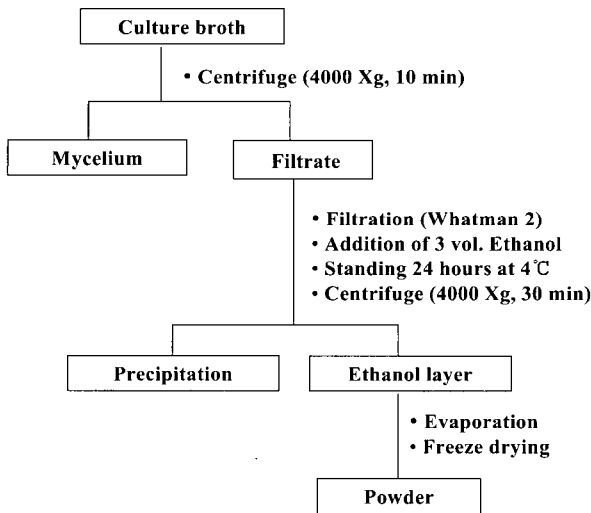 Culture broth
• Centrifuge (4000 Xg, 10 min)
Mycelium
Filtrate
• Filtration (Whatman 2)
• Addition of 3 vol. Ethanol
• Standing 24 hours at 4℃
• Centrifuge (4000 Xg, 30 min)
Precipitation
Ethanol layer
• Evaporation
• Freeze drying
Powder